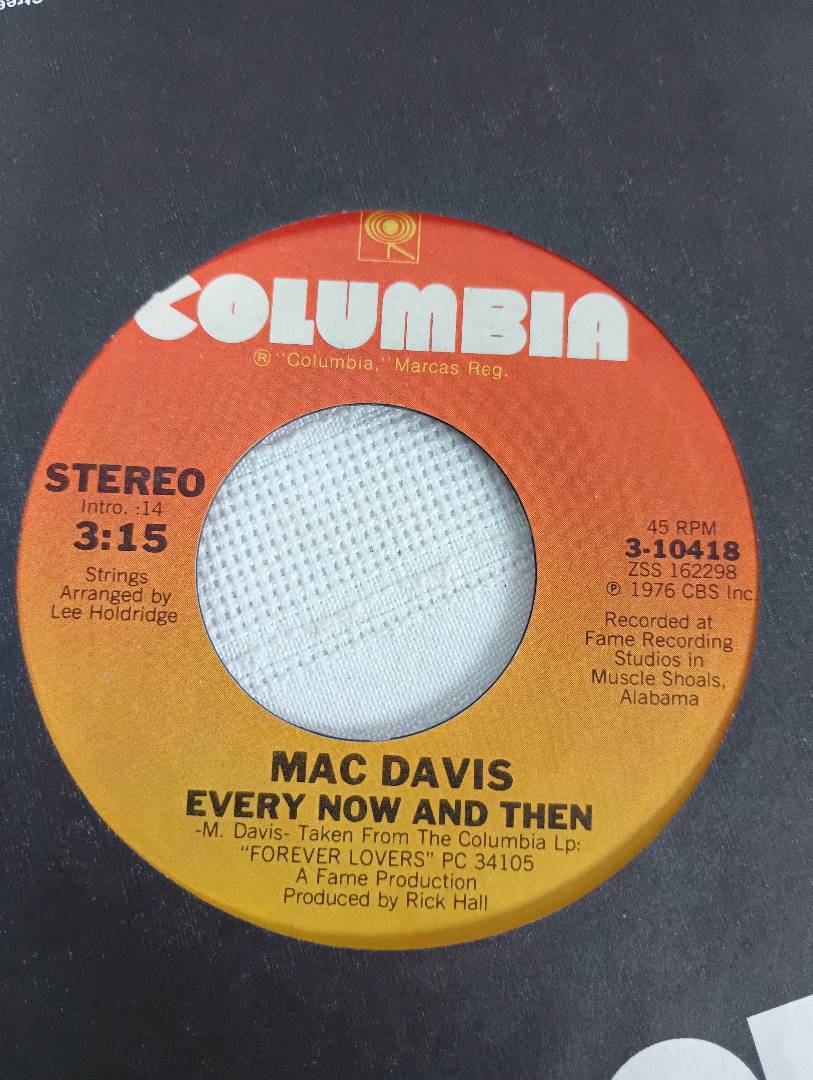 COLUMBIA
® "Columbia," Marcas Reg.
STEREO
Intro. :14
3:15
Strings
Arranged by
Lee Holdridge
45 RPM
3-10418
ZSS 162298
℗ 1976 CBS Inc.
Recorded at
Fame Recording
Studios in
Muscle Shoals,
Alabama
MAC DAVIS
EVERY NOW AND THEN
-M. Davis- Taken From The Columbia Lp:
"FOREVER LOVERS" PC 34105
A Fame Production
Produced by Rick Hall